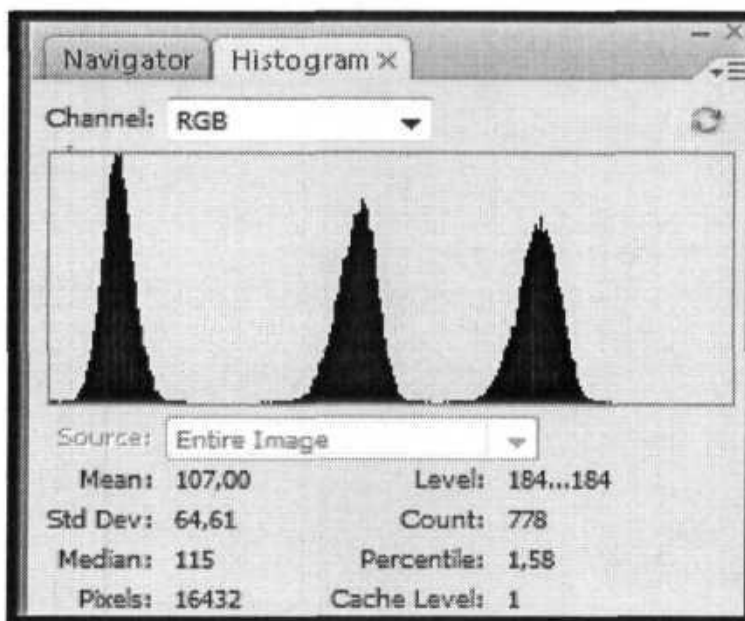 Navigator Histogram ×
Channel: RGB
Source: Entire Image
Mean: 107,00 Level: 184...184
Std Dev: 64,61 Count: 778
Median: 115 Percentile: 1,58
Pixels: 16432 Cache Level: 1